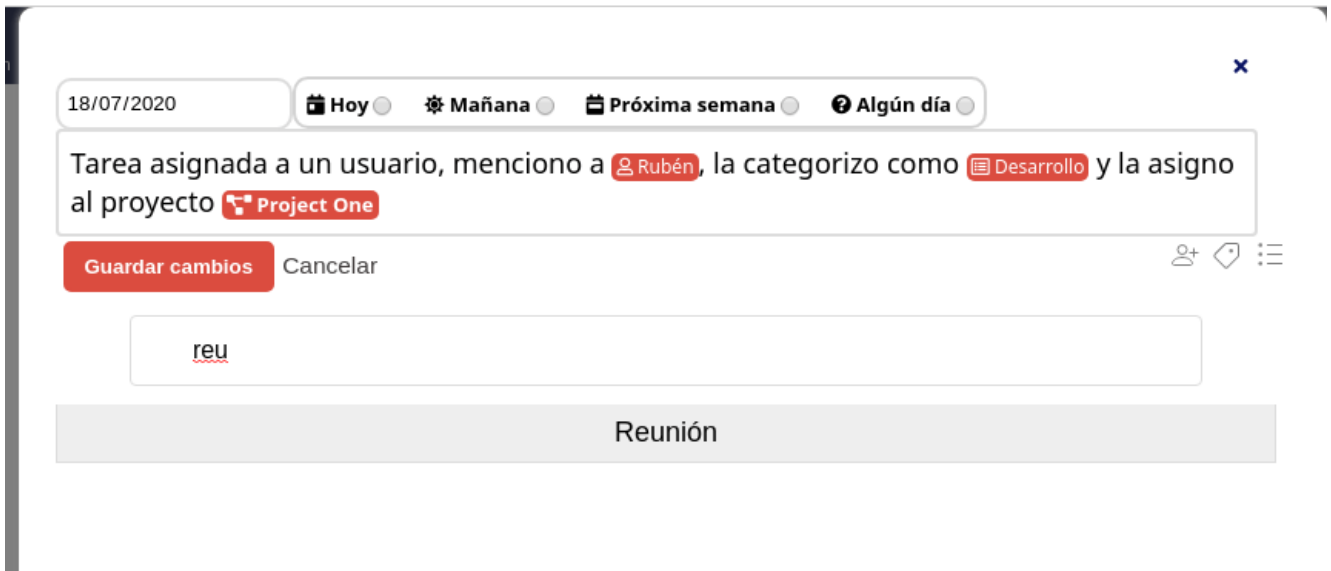 18/07/2020 Hoy Mañana Próxima semana Algún día
Tarea asignada a un usuario, menciono a Rubén, la categorizo como Desarrollo y la asigno
al proyecto Project One
Guardar cambios Cancelar
reu
Reunión